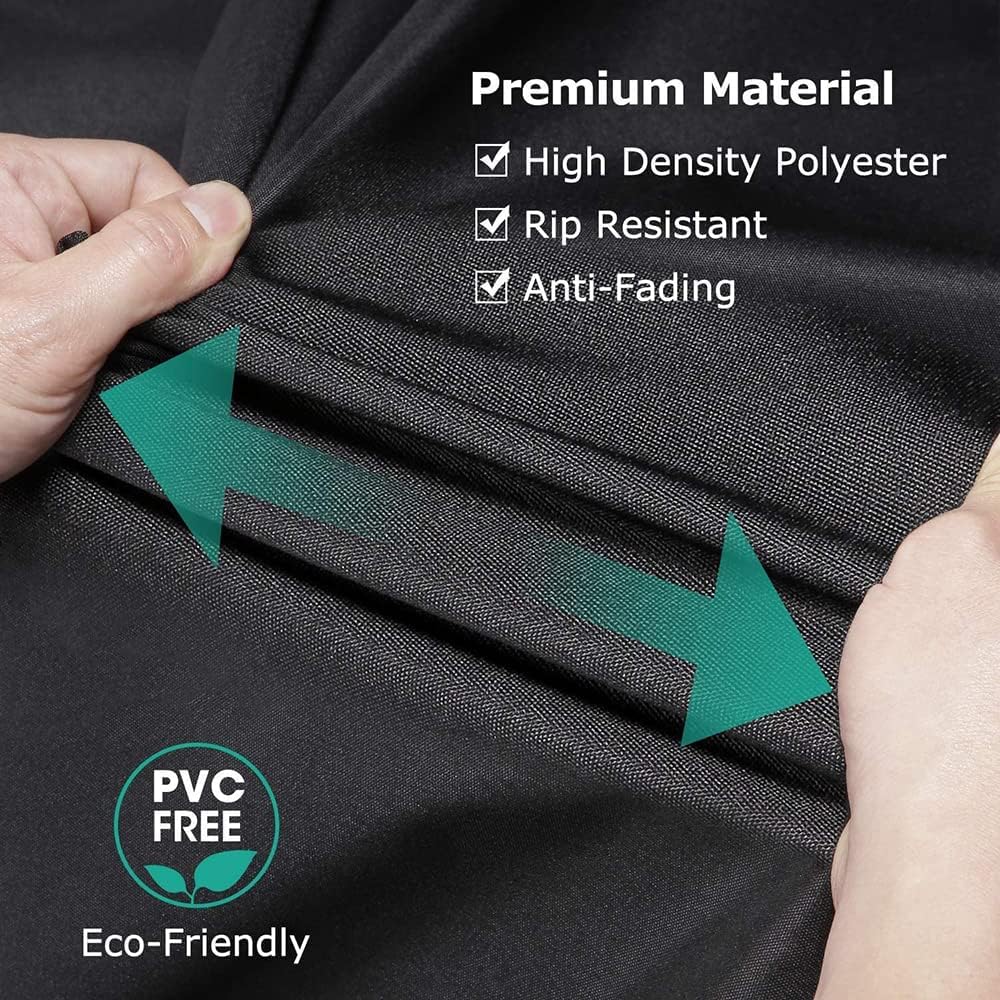 Premium Material
High Density Polyester
Rip Resistant
Anti-Fading
PVC
FREE
Eco-Friendly